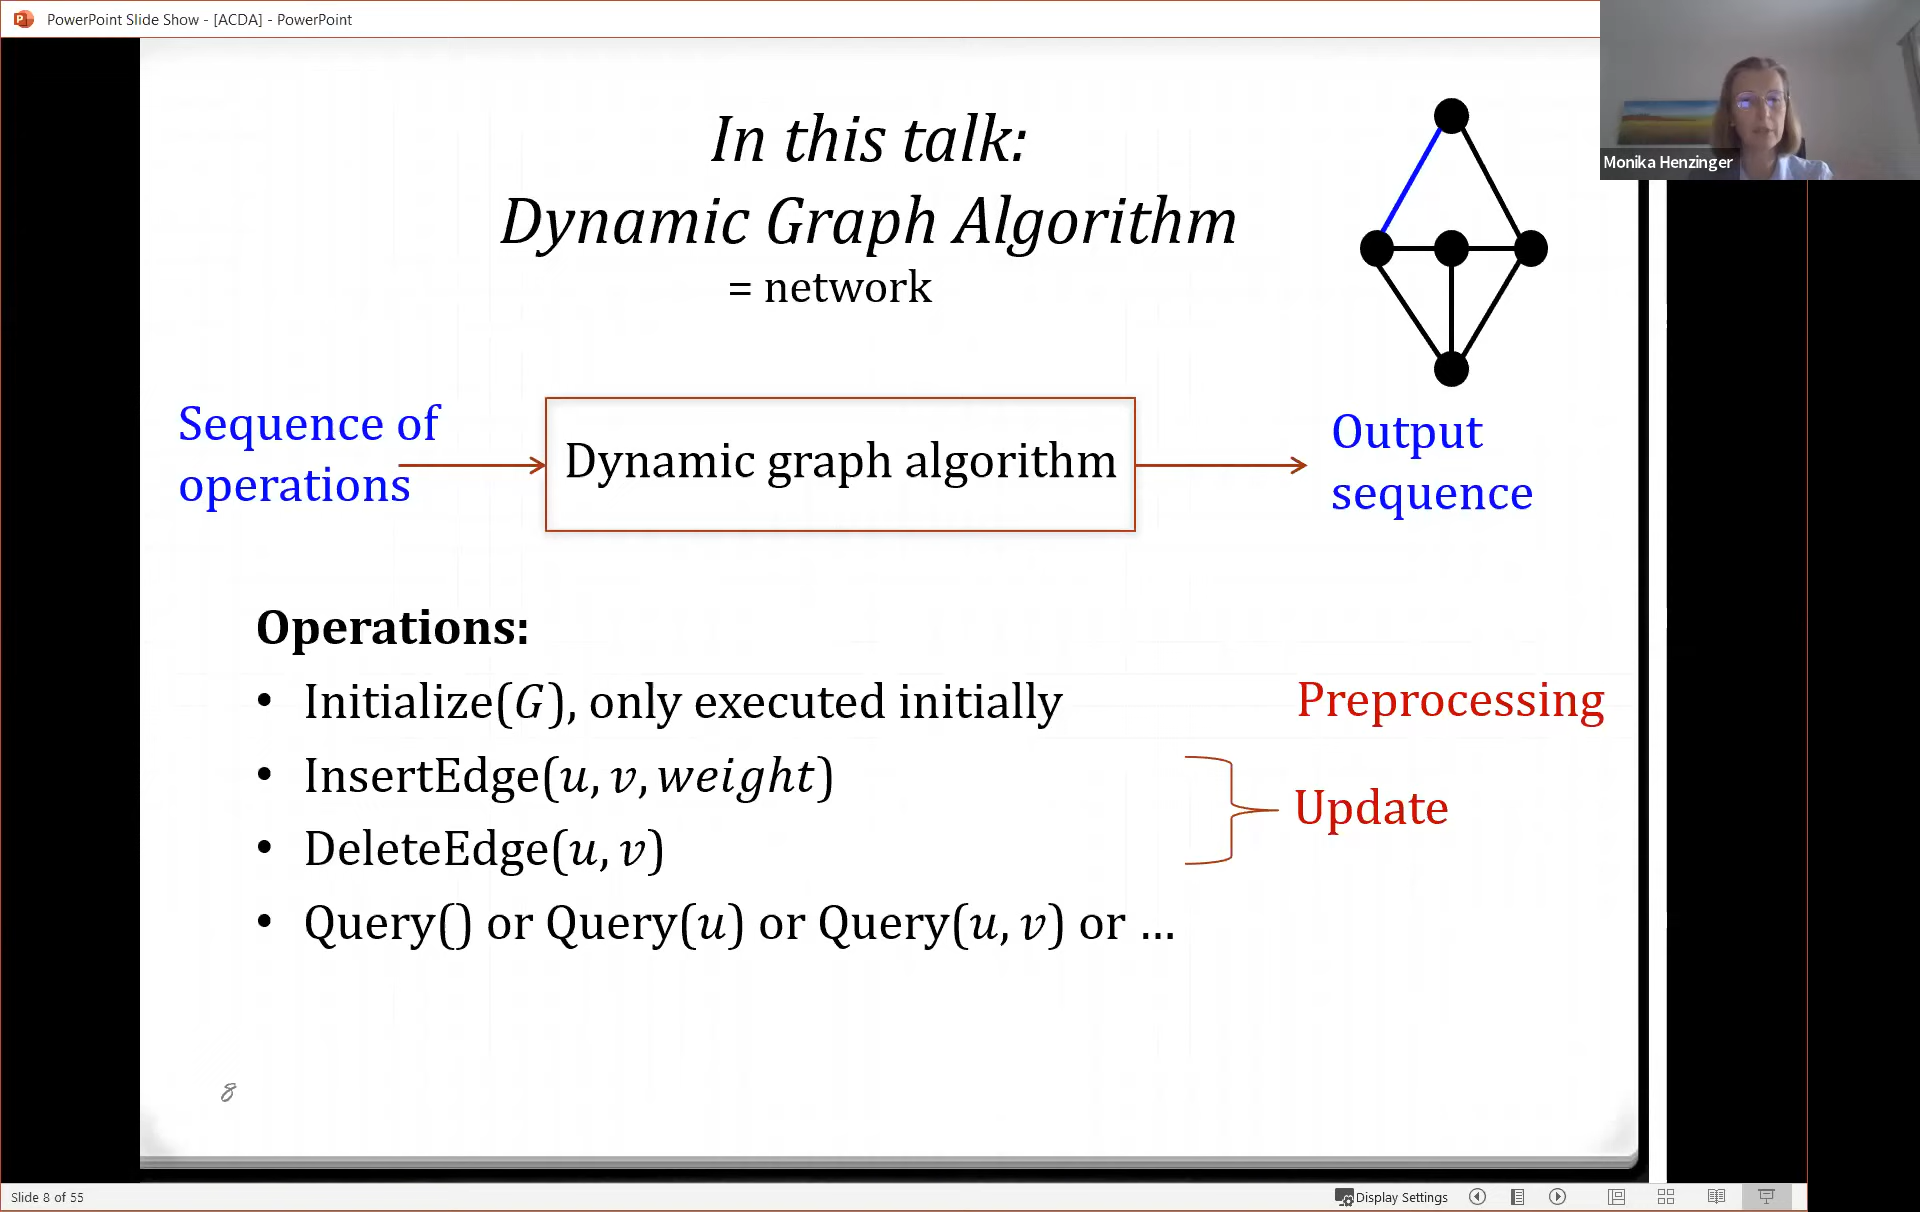 PowerPoint Slide Show - [ACDA] - PowerPoint
Monika Henzinger
In this talk:
Dynamic Graph Algorithm
= network
Sequence of
operations
Dynamic graph algorithm
Output
sequence
Operations:
• Initialize(G), only executed initially
Preprocessing
• InsertEdge(u, v, weight)
Update
• DeleteEdge(u, v)
• Query() or Query(u) or Query(u, v) or ...
8
Slide 8 of 55
Display Settings